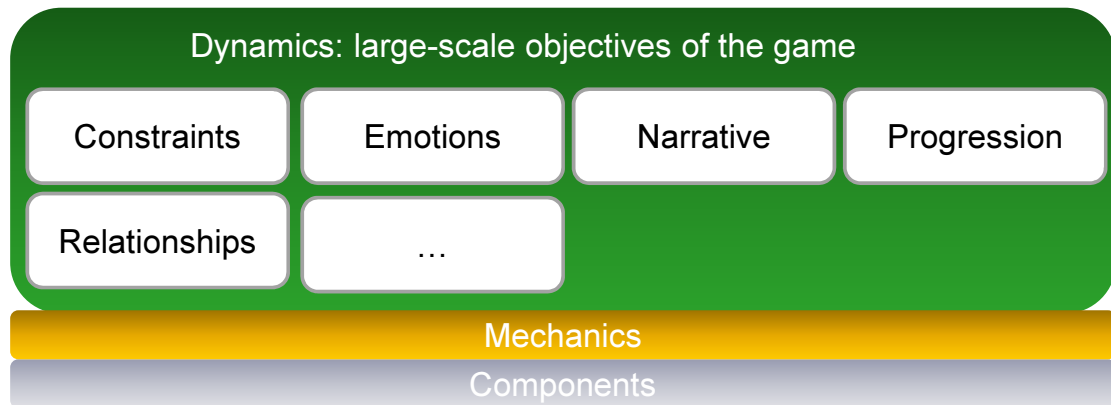 Dynamics: large-scale objectives of the game
Constraints
Emotions
Narrative
Progression
Relationships
…
Mechanics
Components